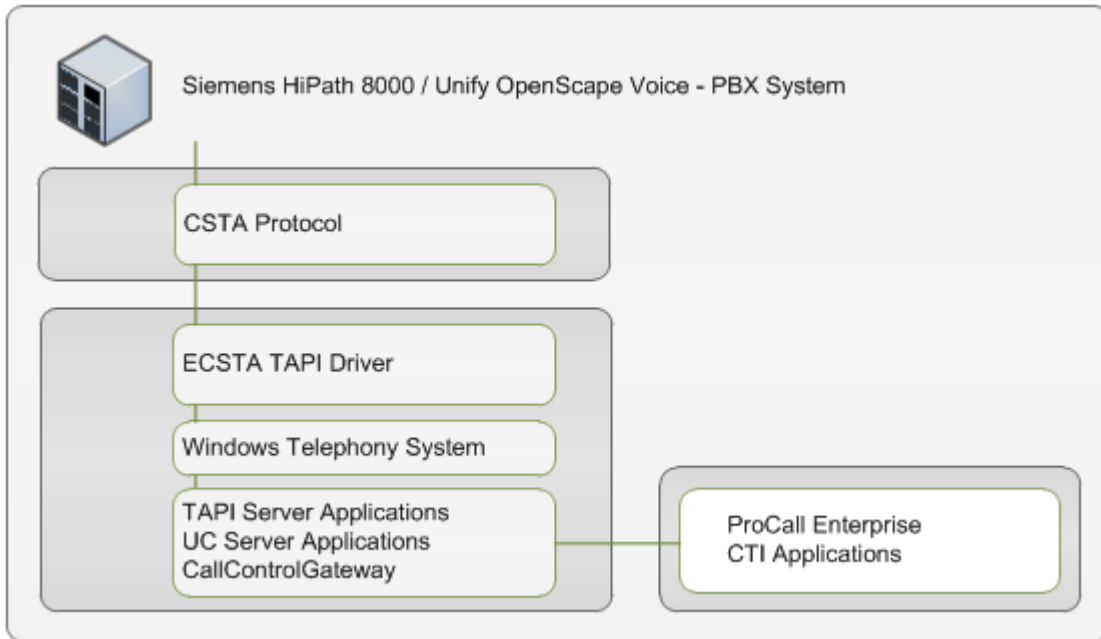 Siemens HiPath 8000 / Unify OpenScape Voice - PBX System
CSTA Protocol
ECSTA TAPI Driver
Windows Telephony System
TAPI Server Applications
UC Server Applications
CallControlGateway
ProCall Enterprise
CTI Applications